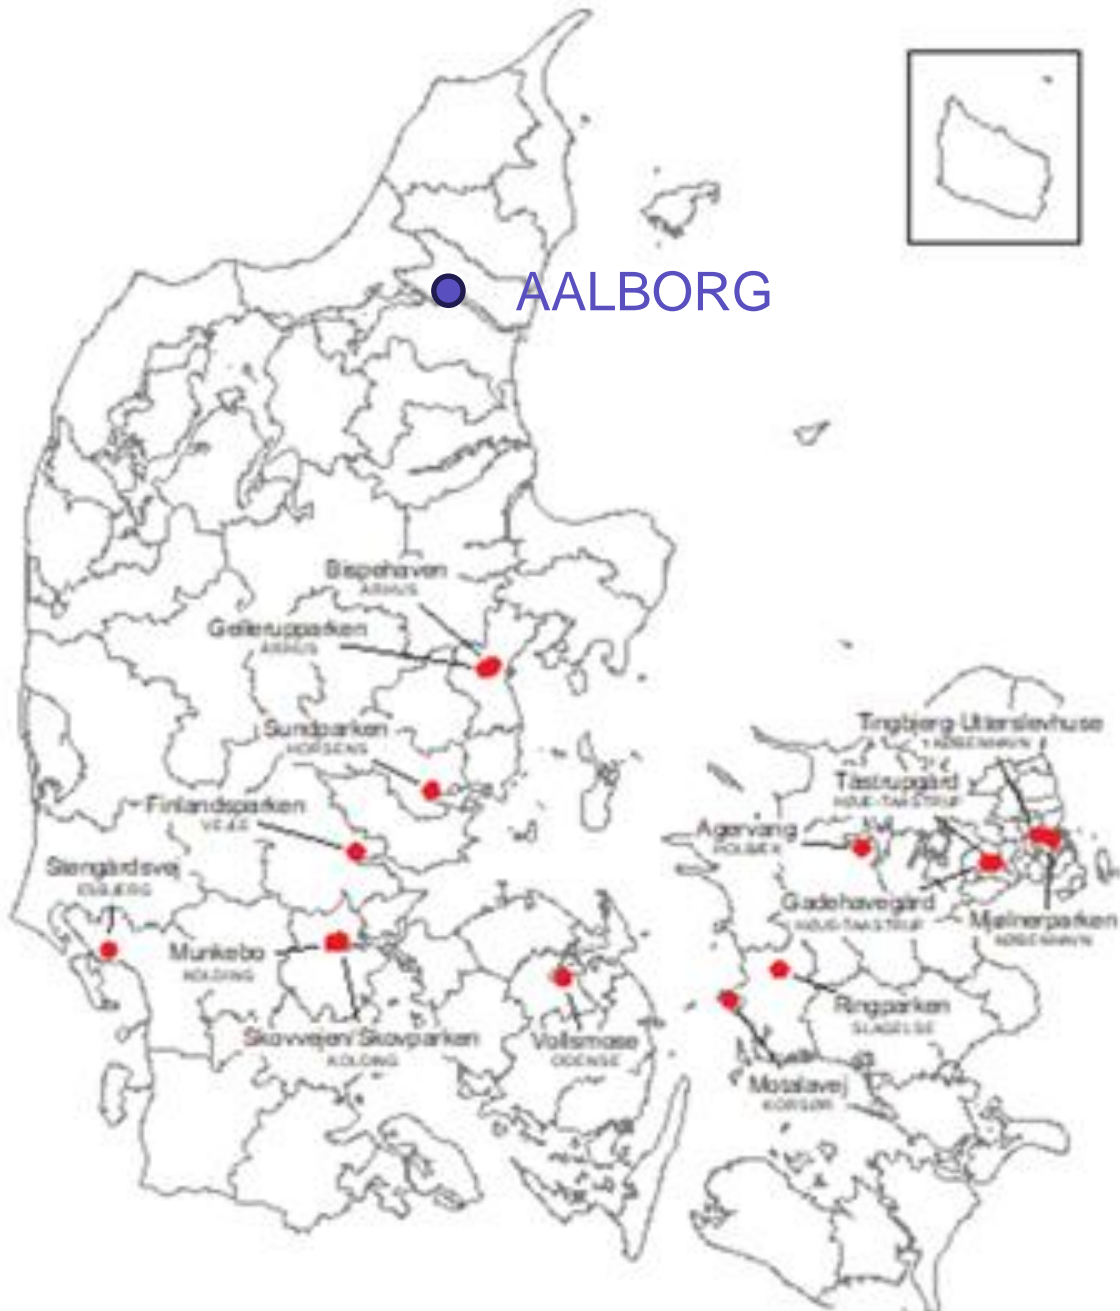 AALBORG
Bispehaven
ÅRHUS
Gellerupparken
ÅRHUS
Sundparken
HORSENS
Finlandsparken
VEJLE
Stengårdsvej
ESBJERG
Munkebo
KOLDING
Skovvejen/Skovparken
KOLDING
Vollsmose
ODENSE
Tingbjerg-Utterslevhuse
KØBENHAVN
Tåstrupgård
HØJE-TAASTRUP
Agervang
HOLBÆK
Gadehavegård
HØJE-TAASTRUP
Mjølnerparken
KØBENHAVN
Ringparken
SLAGELSE
Motalavej
KORSØR